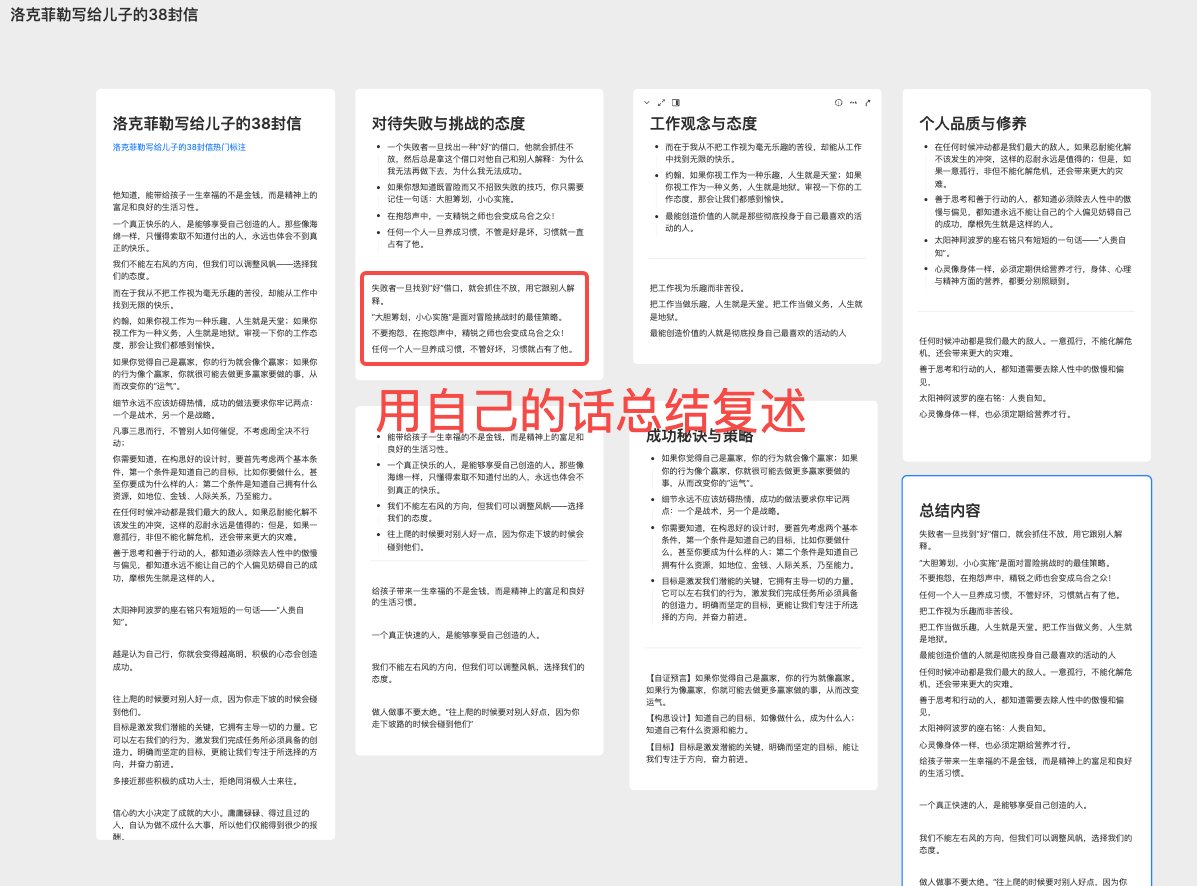 洛克菲勒写给儿子的38封信
洛克菲勒写给儿子的38封信
洛克菲勒写给儿子的38封信热门标注
他知道，能带给孩子一生幸福的不是金钱，而是精神上的
富足和良好的生活习性。
一个真正快乐的人，是能够享受自己创造的人。那些像海
绵一样，只懂得索取不知道付出的人，永远也体会不到真
正的快乐。
我们不能左右风的方向，但我们可以调整风帆——选择我
们的态度。
而在于我从不把工作视为毫无乐趣的苦役，却能从工作中
找到无限的快乐。
约翰，如果你视工作为一种乐趣，人生就是天堂；如果你
视工作为一种义务，人生就是地狱。审视一下你的工作态
度，那会让我们都感到愉快。
如果你觉得自己是赢家，你的行为就会像个赢家；如果你
的行为像个赢家，你就很可能去做更多赢家要做的事，从
而改变你的“运气”。
细节永远不应该妨碍热情，成功的做法要求你牢记两点：
一个是战术，另一个是战略。
凡事三思而行，不管别人如何催促，不考虑周全决不行
动；
你需要知道，在构思好的设计时，要首先考虑两个基本条
件，第一个条件是知道自己的目标，比如你要做什么，甚
至你要成为什么样的人；第二个条件是知道自己拥有什么
资源，如地位、金钱、人际关系，乃至能力。
在任何时候冲动都是我们最大的敌人。如果忍耐能化解不
该发生的冲突，这样的忍耐永远是值得的；但是，如果一
意孤行，非但不能化解危机，还会带来更大的灾难。
善于思考和善于行动的人，都知道必须除去人性中的傲慢
与偏见，都知道永远不能让自己的个人偏见妨碍自己的成
功，摩根先生就是这样的人。
太阳神阿波罗的座右铭只有短短的一句话——“人贵自
知”。
越是认为自己行，你就会变得越高明，积极的心态会创造
成功。
往上爬的时候要对别人好一点，因为你走下坡的时候会碰
到他们。
目标是激发我们潜能的关键，它拥有主导一切的力量。它
可以左右我们的行为，激发我们完成任务所必须具备的创
造力。明确而坚定的目标，更能让我们专注于所选择的方
向，并奋力前进。
多接近那些积极的成功人士，拒绝同消极人士来往。
信心的大小决定了成就的大小。庸庸碌碌、得过且过的
人，自认为做不成什么大事，所以他们仅能得到很少的报
酬。
对待失败与挑战的态度
一个失败者一旦找出一种“好”的借口，他就会抓住不
放，然后总是拿这个借口对他自己和别人解释：为什么
我无法再做下去，为什么我无法成功。
如果你想知道既冒险而又不招致失败的技巧，你只需要
记住一句话：大胆筹划，小心实施。
在抱怨声中，一支精锐之师也会变成乌合之众！
任何一个人一旦养成习惯，不管是好是坏，习惯就一直
占有了他。
失败者一旦找到“好”借口，就会抓住不放，用它跟别人解
释。
“大胆筹划，小心实施”是面对冒险挑战时的最佳策略。
不要抱怨，在抱怨声中，精锐之师也会变成乌合之众！
任何一个人一旦养成习惯，不管好坏，习惯就占有了他。
用自己的话总结复述
能带给孩子一生幸福的不是金钱，而是精神上的富足和
良好的生活习性。
一个真正快乐的人，是能够享受自己创造的人。那些像
海绵一样，只懂得索取不知道付出的人，永远也体会不
到真正的快乐。
我们不能左右风的方向，但我们可以调整风帆——选择
我们的态度。
往上爬的时候要对别人好一点，因为你走下坡的时候会
碰到他们。
给孩子带来一生幸福的不是金钱，而是精神上的富足和良好
的生活习惯。
一个真正快速的人，是能够享受自己创造的人。
我们不能左右风的方向，但我们可以调整风帆，选择我们的
态度。
做人做事不要太绝。“往上爬的时候要对别人好点，因为你
走下坡路的时候会碰到他们”
工作观念与态度
而在于我从不把工作视为毫无乐趣的苦役，却能从工作
中找到无限的快乐。
约翰，如果你视工作为一种乐趣，人生就是天堂；如果
你视工作为一种义务，人生就是地狱。审视一下你的工
作态度，那会让我们都感到愉快。
最能创造价值的人就是那些彻底投身于自己最喜欢的活
动的人。
把工作视为乐趣而非苦役。
把工作当做乐趣，人生就是天堂。把工作当做义务，人生就
是地狱。
最能创造价值的人就是彻底投身自己最喜欢的活动的人
成功秘诀与策略
如果你觉得自己是赢家，你的行为就会像个赢家；如果
你的行为像个赢家，你就很可能去做更多赢家要做的
事，从而改变你的“运气”。
细节永远不应该妨碍热情，成功的做法要求你牢记两
点：一个是战术，另一个是战略。
你需要知道，在构思好的设计时，要首先考虑两个基本
条件，第一个条件是知道自己的目标，比如你要做什
么，甚至你要成为什么样的人；第二个条件是知道自己
拥有什么资源，如地位、金钱、人际关系，乃至能力。
目标是激发我们潜能的关键，它拥有主导一切的力量。
它可以左右我们的行为，激发我们完成任务所必须具备
的创造力。明确而坚定的目标，更能让我们专注于所选
择的方向，并奋力前进。
【自证预言】如果你觉得自己是赢家，你的行为就像赢家。
如果行为像赢家，你就可能去做更多赢家做的事，从而改变
运气。
【构思设计】知道自己的目标，如像做什么，成为什么人；
知道自己有什么资源和能力。
【目标】目标是激发潜能的关键，明确而坚定的目标，能让
我们专注于方向，奋力前进。
个人品质与修养
在任何时候冲动都是我们最大的敌人。如果忍耐能化解
不该发生的冲突，这样的忍耐永远是值得的；但是，如
果一意孤行，非但不能化解危机，还会带来更大的灾
难。
善于思考和善于行动的人，都知道必须除去人性中的傲
慢与偏见，都知道永远不能让自己的个人偏见妨碍自己
的成功，摩根先生就是这样的人。
太阳神阿波罗的座右铭只有短短的一句话——“人贵自
知”。
心灵像身体一样，必须定期供给营养才行，身体、心理
与精神方面的营养，都要分别照顾到。
任何时候冲动都是我们最大的敌人。一意孤行，不能化解危
机，还会带来更大的灾难。
善于思考和行动的人，都知道需要去除人性中的傲慢和偏
见，
太阳神阿波罗的座右铭：人贵自知。
心灵像身体一样，也必须定期给营养才行。
总结内容
失败者一旦找到“好”借口，就会抓住不放，用它跟别人解
释。
“大胆筹划，小心实施”是面对冒险挑战时的最佳策略。
不要抱怨，在抱怨声中，精锐之师也会变成乌合之众！
任何一个人一旦养成习惯，不管好坏，习惯就占有了他。
把工作视为乐趣而非苦役。
把工作当做乐趣，人生就是天堂。把工作当做义务，人生就
是地狱。
最能创造价值的人就是彻底投身自己最喜欢的活动的人
任何时候冲动都是我们最大的敌人。一意孤行，不能化解危
机，还会带来更大的灾难。
善于思考和行动的人，都知道需要去除人性中的傲慢和偏
见，
太阳神阿波罗的座右铭：人贵自知。
心灵像身体一样，也必须定期给营养才行。
给孩子带来一生幸福的不是金钱，而是精神上的富足和良好
的生活习惯。
一个真正快速的人，是能够享受自己创造的人。
我们不能左右风的方向，但我们可以调整风帆，选择我们的
态度。
做人做事不要太绝。“往上爬的时候要对别人好点，因为你